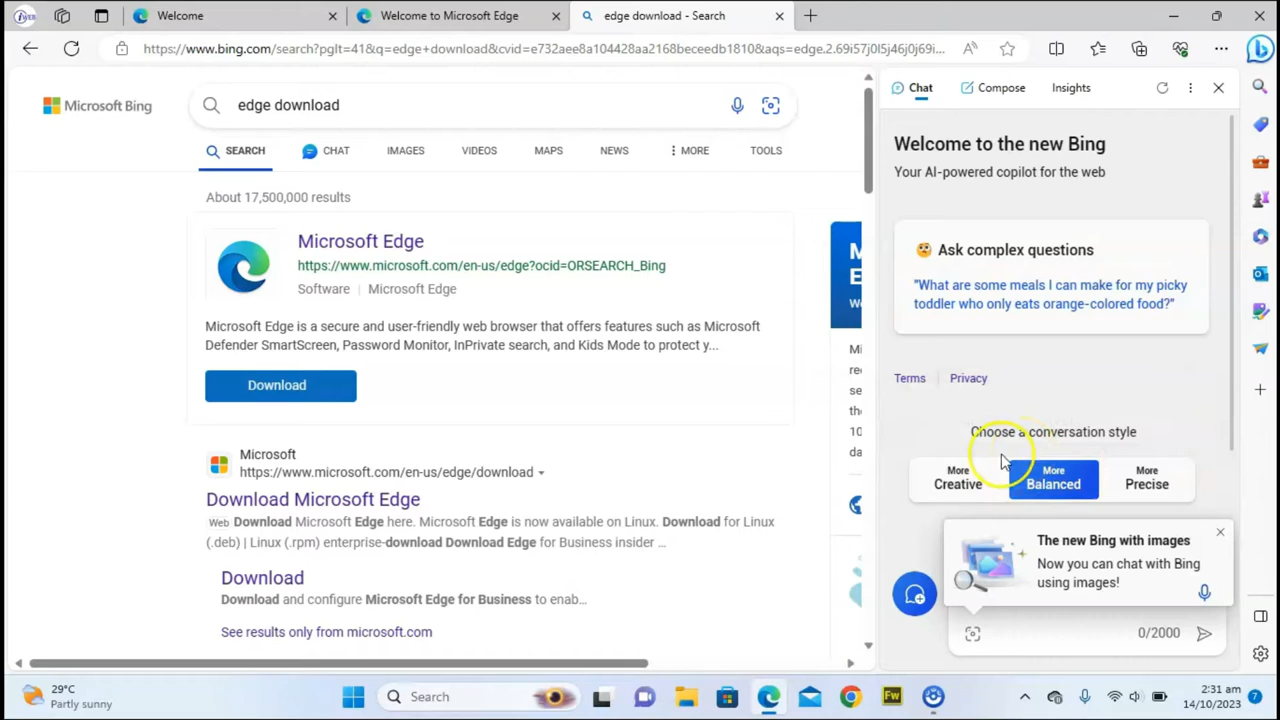 Welcome
Welcome to Microsoft Edge
edge download - Search
https://www.bing.com/search?pglt=41&q=edge+download&cvid=e732aee8a104428aa2168beceedb1810&aqs=edge.2.69i57j0l5j46j0j69i...
Microsoft Bing
edge download
SEARCH
CHAT
IMAGES
VIDEOS
MAPS
NEWS
MORE
TOOLS
About 17,500,000 results
Microsoft Edge
https://www.microsoft.com/en-us/edge?ocid=ORSEARCH_Bing
Software | Microsoft Edge
Microsoft Edge is a secure and user-friendly web browser that offers features such as Microsoft
Defender SmartScreen, Password Monitor, InPrivate search, and Kids Mode to protect y...
Download
Microsoft
https://www.microsoft.com/en-us/edge/download
Download Microsoft Edge
Web Download Microsoft Edge here. Microsoft Edge is now available on Linux. Download for Linux
(.deb) | Linux (.rpm) enterprise-download Download Edge for Business insider ...
Download
Download and configure Microsoft Edge for Business to enab...
See results only from microsoft.com
M
E
Mi
rec
se
the
10
da
Chat
Compose
Insights
Welcome to the new Bing
Your AI-powered copilot for the web
Ask complex questions
"What are some meals I can make for my picky
toddler who only eats orange-colored food?"
Terms | Privacy
Choose a conversation style
More Creative
More Balanced
More Precise
The new Bing with images
Now you can chat with Bing
using images!
0/2000
29°C
Partly sunny
Search
Fw
2:31 am
14/10/2023
7